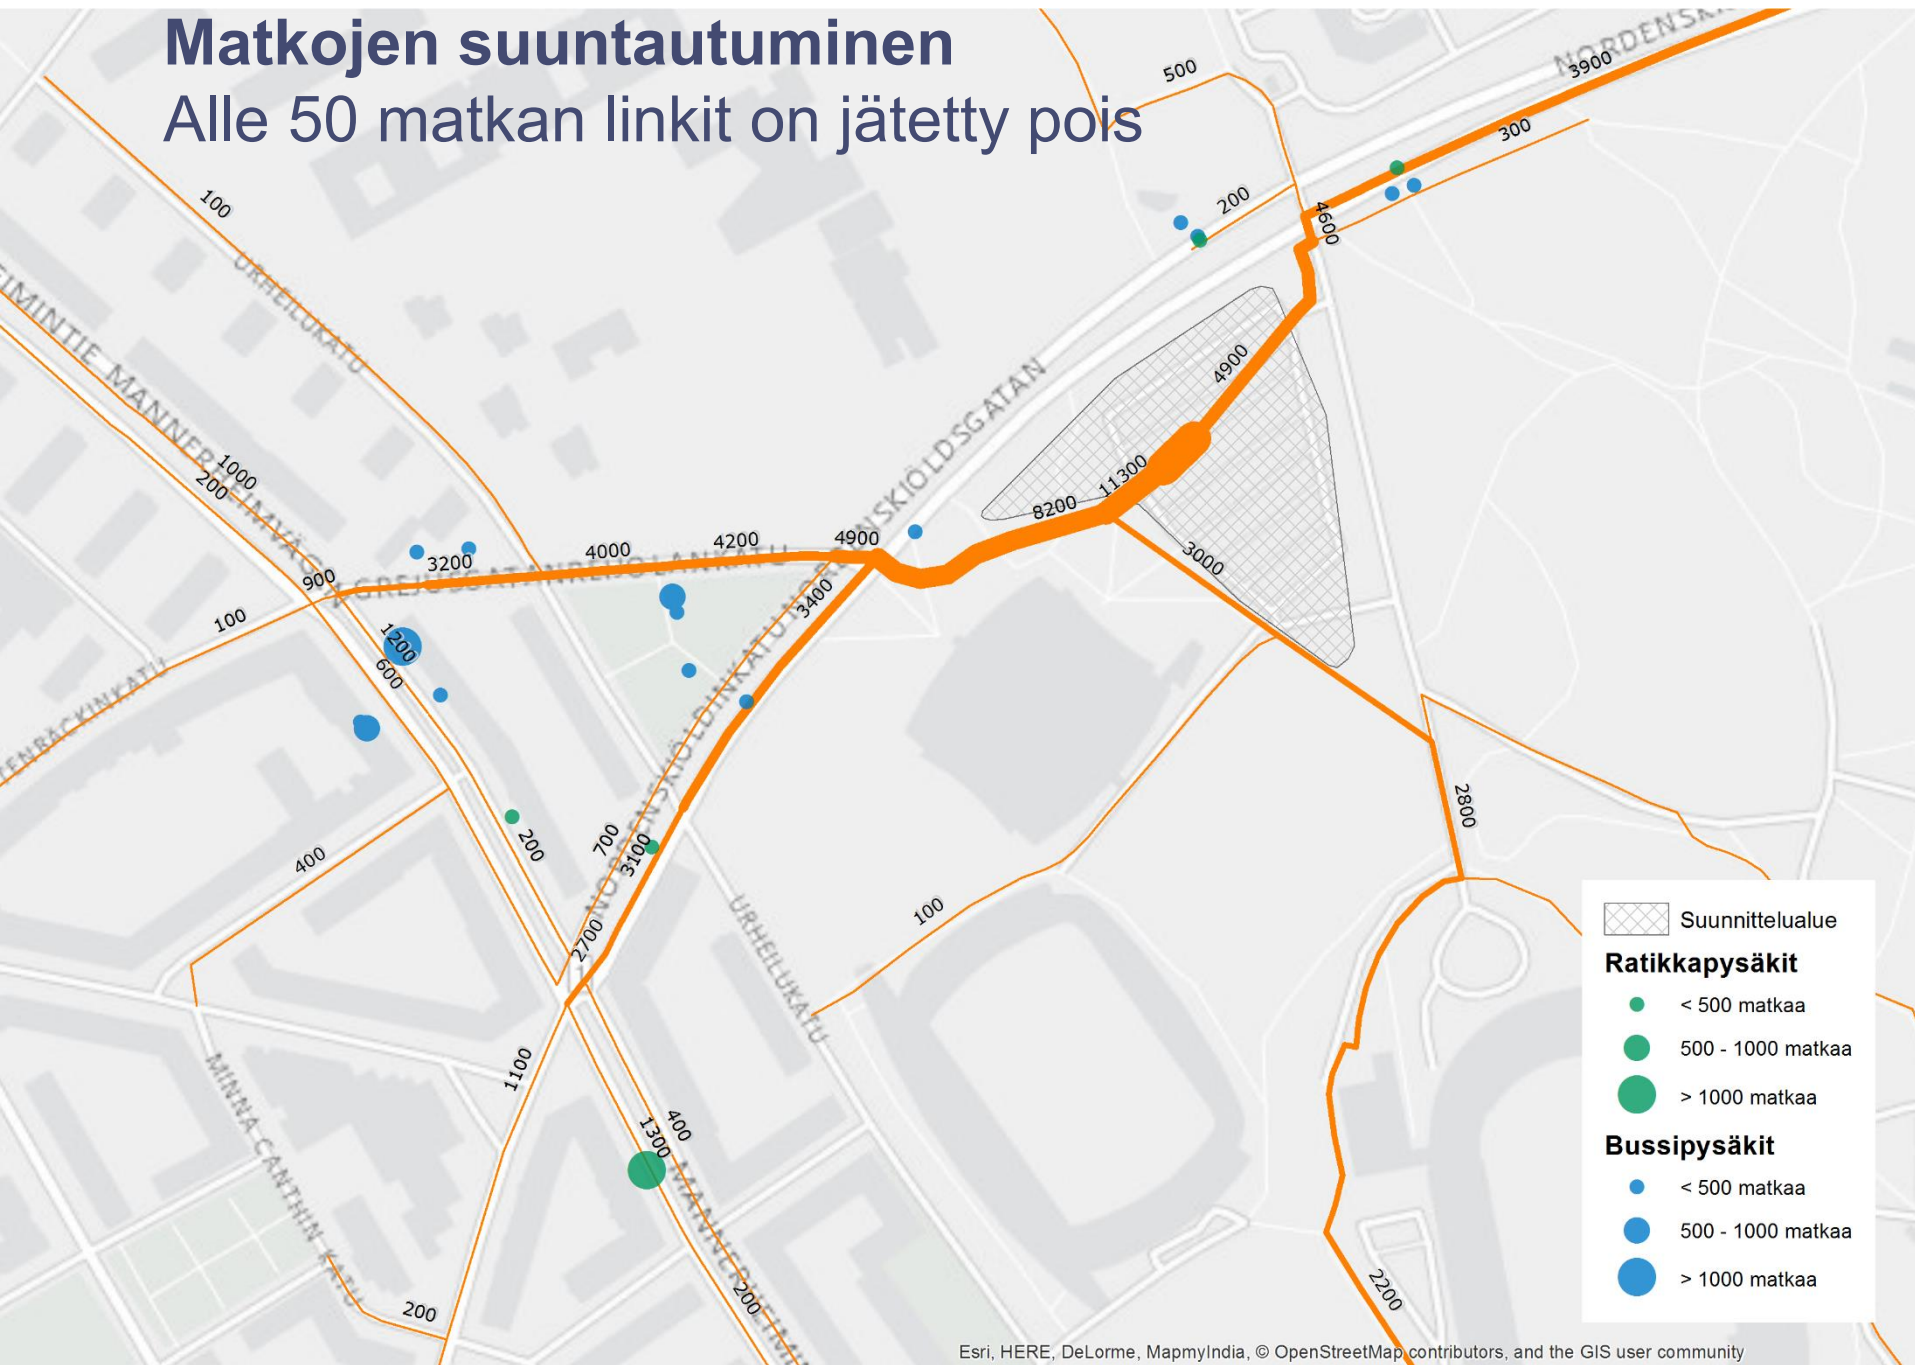 Matkojen suuntautuminen
Alle 50 matkan linkit on jätetty pois
500
3900
300
100
200
4600
URHEILUKATU
MANNERHEIMVÄGEN
4900
1000
200
11300
8200
3000
4900
4200
4000
3200
900
100
3400
1200
600
NORDENSKIÖLDINKATU
2800
700
3100
200
400
100
URHEILUKATU
2700
1
1100
MINNA CANTHIN KATU
400
1300
200
200
2200
Suunnittelualue
Ratikkapysäkit
< 500 matkaa
500 - 1000 matkaa
> 1000 matkaa
Bussipysäkit
< 500 matkaa
500 - 1000 matkaa
> 1000 matkaa
Esri, HERE, DeLorme, MapmyIndia, © OpenStreetMap contributors, and the GIS user community